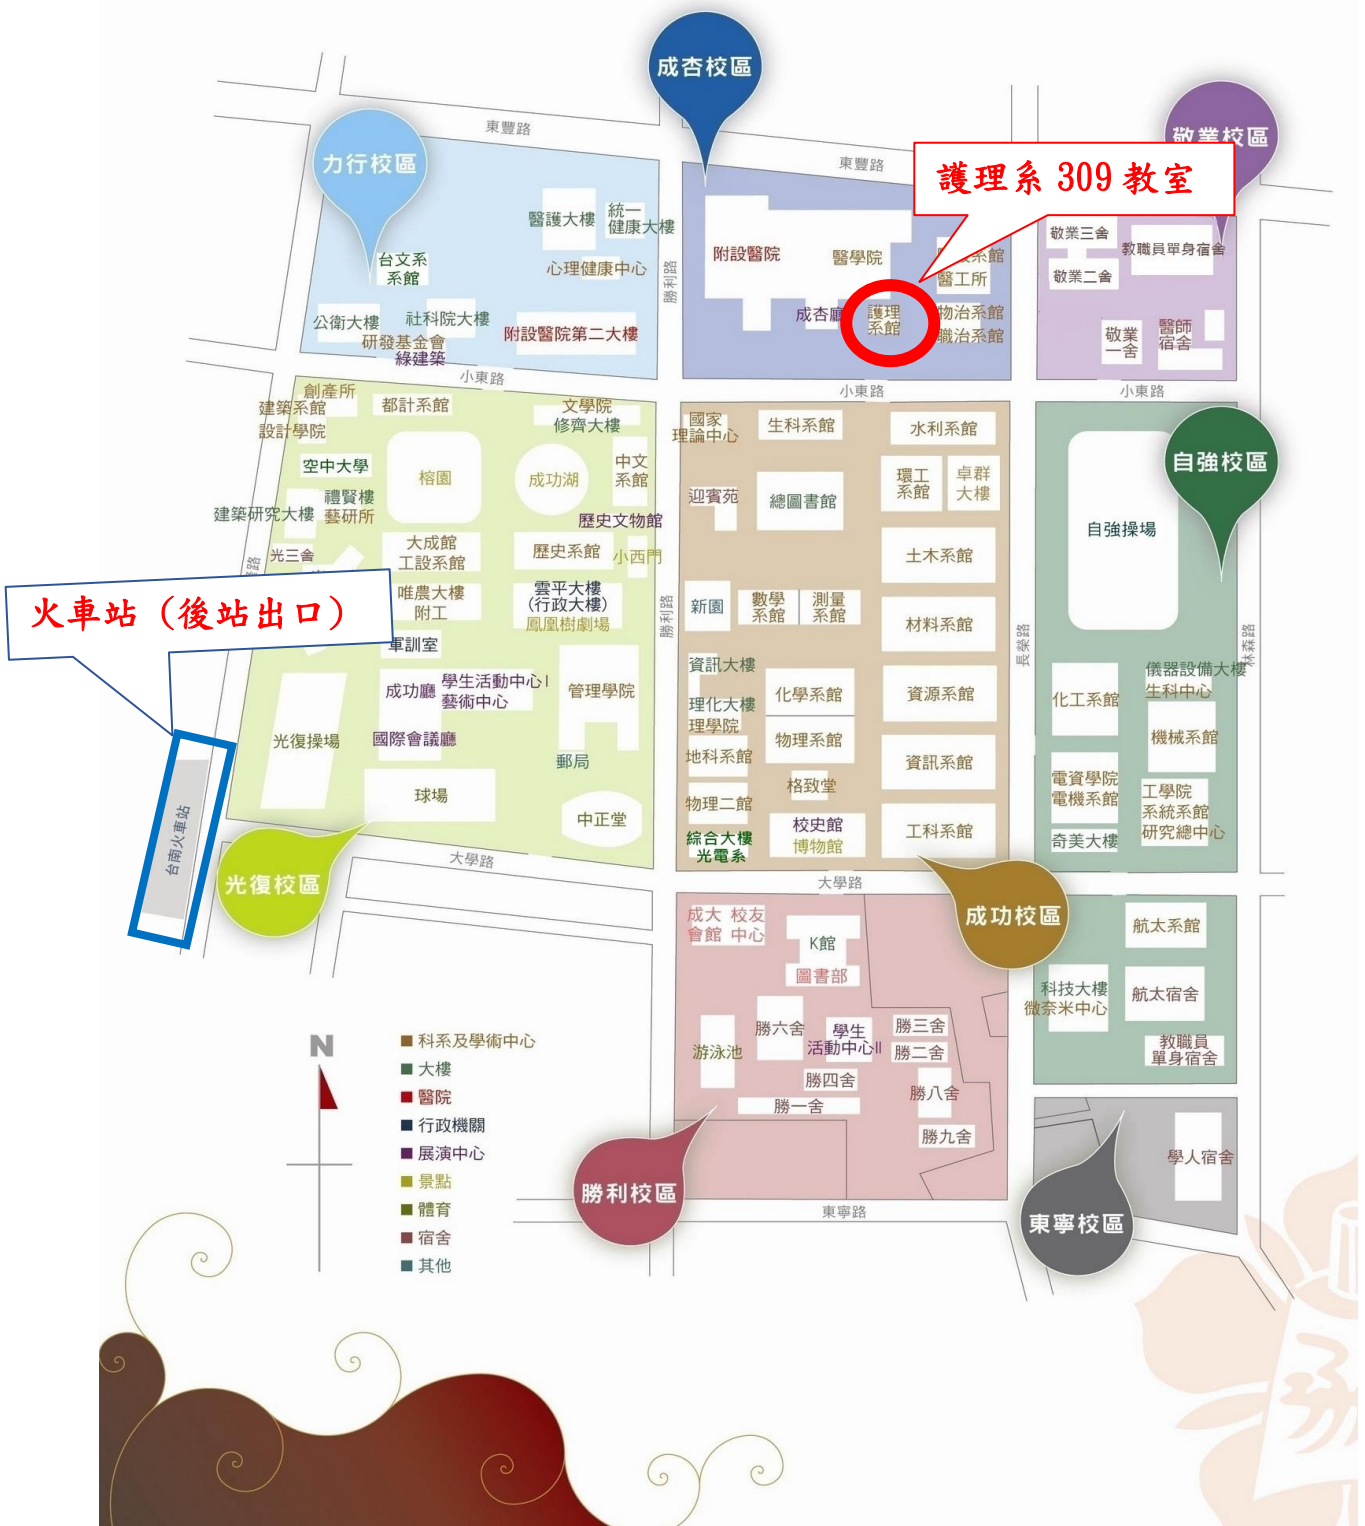 成杏校區
敬業校區
力行校區
東豐路
東豐路
護理系 309 教室
醫護大樓
統一
健康大樓
心理健康中心
台文系
系館
公衛大樓
社科院大樓
研發基金會
綠建築
附設醫院第二大樓
勝利路
附設醫院
醫學院
成杏廳
護理
系館
系館
醫工所
物治系館
職治系館
敬業三舍
敬業二舍
教職員單身宿舍
敬業
一舍
醫師
宿舍
小東路
小東路
小東路
創產所
建築系館
設計學院
都計系館
文學院
修齊大樓
空中大學
榕園
成功湖
中文
系館
禮賢樓
建築研究大樓
藝研所
歷史文物館
光三舍
大成館
工設系館
歷史系館
小西門
火車站（後站出口）
唯農大樓
附工
雲平大樓
(行政大樓)
鳳凰樹劇場
軍訓室
成功廳
學生活動中心I
藝術中心
管理學院
光復操場
國際會議廳
郵局
球場
中正堂
台南火車站
光復校區
大學路
國家
理論中心
生科系館
水利系館
迎賓苑
總圖書館
環工
系館
卓群
大樓
土木系館
勝利路
新園
數學
系館
測量
系館
材料系館
資訊大樓
理化大樓
理學院
化學系館
資源系館
地科系館
物理系館
資訊系館
物理二館
格致堂
綜合大樓
光電系
校史館
博物館
工科系館
大學路
成功校區
長榮路
自強校區
自強操場
林森路
儀器設備大樓
生科中心
化工系館
機械系館
電資學院
電機系館
工學院
系統系館
研究總中心
奇美大樓
成大
會館
校友
中心
K館
圖書部
勝六舍
學生
活動中心II
勝三舍
勝二舍
游泳池
勝四舍
勝八舍
勝一舍
勝九舍
勝利校區
航太系館
科技大樓
微奈米中心
航太宿舍
教職員
單身宿舍
學人宿舍
東寧校區
東寧路
N
科系及學術中心
大樓
醫院
行政機關
展演中心
景點
體育
宿舍
其他